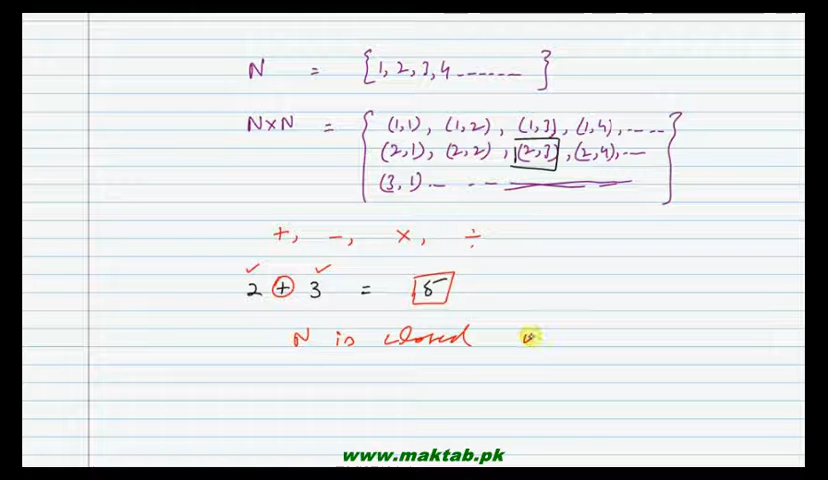 N = {1, 2, 3, 4 ------ }
N×N = { (1,1), (1,2), (1,3), (1,4), -----
(2,1), (2,2), (2,3), (2,4), ---
(3,1) -- -- }
+, -, ×, ÷
2 + 3 = 5
N is closed
www.maktab.pk